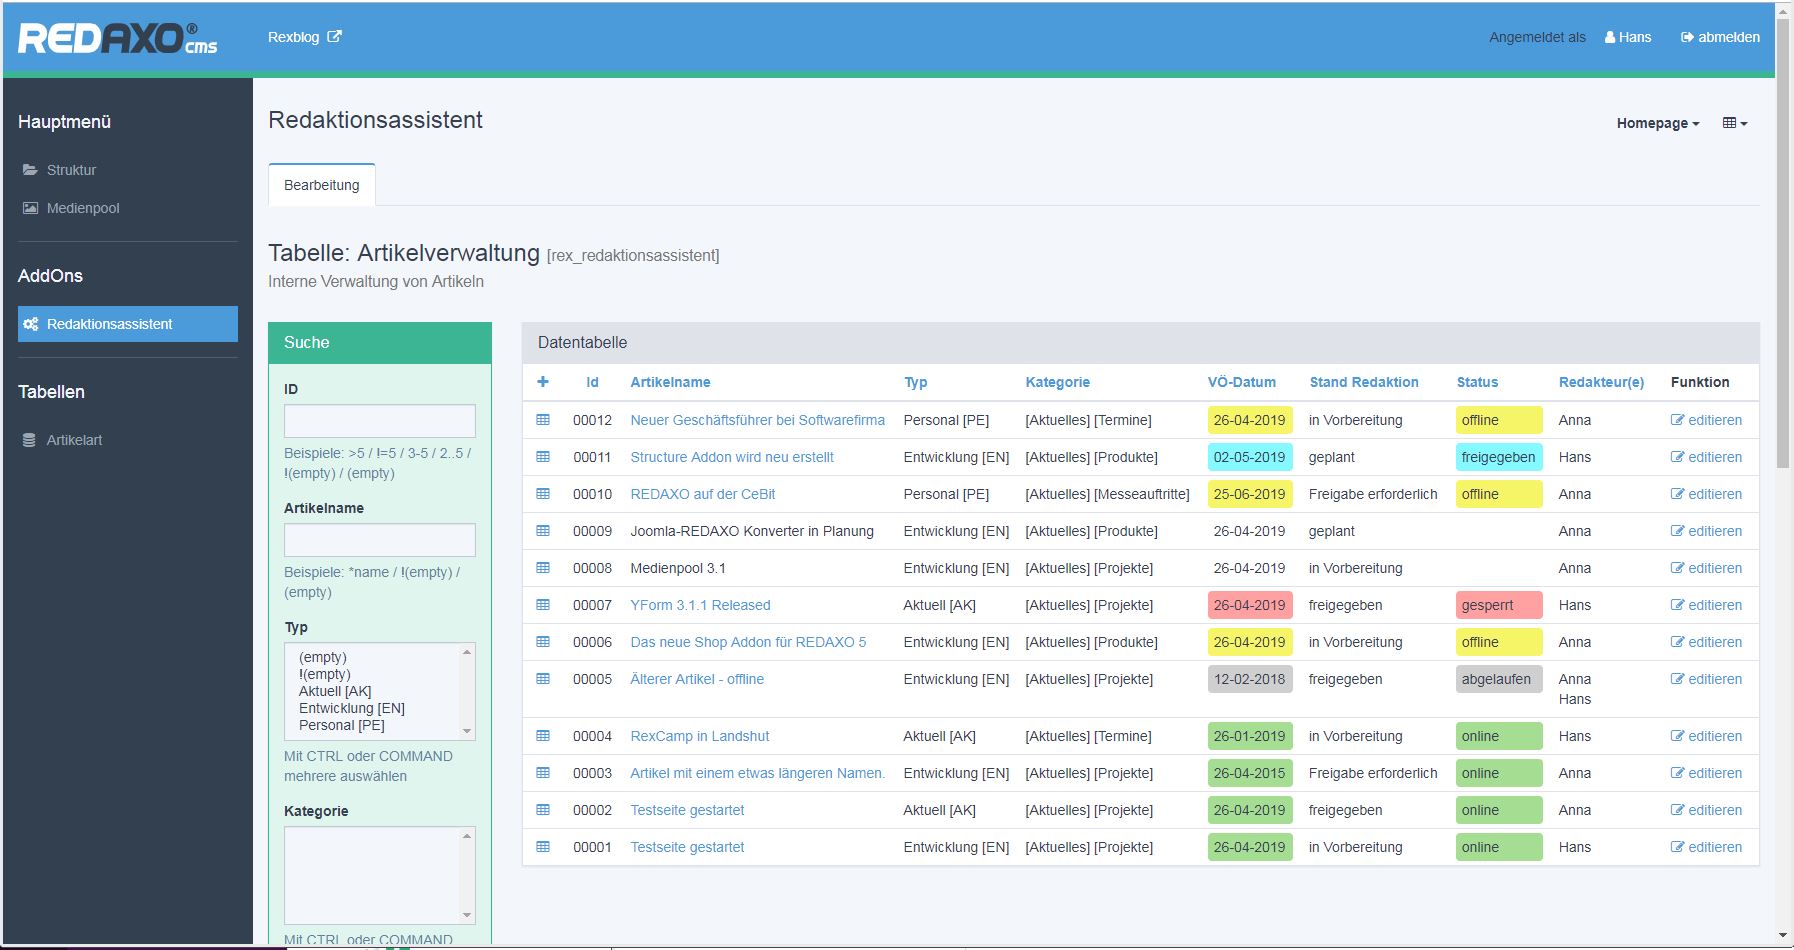 REDAXO® cms
Rexblog
Angemeldet als Hans abmelden
Hauptmenü
Struktur
Medienpool
AddOns
Redaktionsassistent
Tabellen
Artikelart
Redaktionsassistent
Homepage
Bearbeitung
Tabelle: Artikelverwaltung [rex_redaktionsassistent]
Interne Verwaltung von Artikeln
Suche
ID
Beispiele: >5 / !=5 / 3-5 / 2..5 /
!(empty) / (empty)
Artikelname
Beispiele: *name / !(empty) /
(empty)
Typ
(empty)
!(empty)
Aktuell [AK]
Entwicklung [EN]
Personal [PE]
Mit CTRL oder COMMAND
mehrere auswählen
Kategorie
Mit CTRL oder COMMAND
Datentabelle
+ Id Artikelname Typ Kategorie VÖ-Datum Stand Redaktion Status Redakteur(e) Funktion
00012 Neuer Geschäftsführer bei Softwarefirma Personal [PE] [Aktuelles] [Termine] 26-04-2019 in Vorbereitung offline Anna editieren
00011 Structure Addon wird neu erstellt Entwicklung [EN] [Aktuelles] [Produkte] 02-05-2019 geplant freigegeben Hans editieren
00010 REDAXO auf der CeBit Personal [PE] [Aktuelles] [Messeauftritte] 25-06-2019 Freigabe erforderlich offline Anna editieren
00009 Joomla-REDAXO Konverter in Planung Entwicklung [EN] [Aktuelles] [Produkte] 26-04-2019 geplant Anna editieren
00008 Medienpool 3.1 Entwicklung [EN] [Aktuelles] [Projekte] 26-04-2019 in Vorbereitung Anna editieren
00007 YForm 3.1.1 Released Aktuell [AK] [Aktuelles] [Projekte] 26-04-2019 freigegeben gesperrt Hans editieren
00006 Das neue Shop Addon für REDAXO 5 Entwicklung [EN] [Aktuelles] [Produkte] 26-04-2019 in Vorbereitung offline Anna editieren
00005 Älterer Artikel - offline Entwicklung [EN] [Aktuelles] [Projekte] 12-02-2018 freigegeben abgelaufen Anna editieren
Hans
00004 RexCamp in Landshut Aktuell [AK] [Aktuelles] [Termine] 26-01-2019 in Vorbereitung online Hans editieren
00003 Artikel mit einem etwas längeren Namen. Entwicklung [EN] [Aktuelles] [Projekte] 26-04-2015 Freigabe erforderlich online Anna editieren
00002 Testseite gestartet Aktuell [AK] [Aktuelles] [Projekte] 26-04-2019 freigegeben online Anna editieren
00001 Testseite gestartet Entwicklung [EN] [Aktuelles] [Projekte] 26-04-2019 in Vorbereitung online Hans editieren